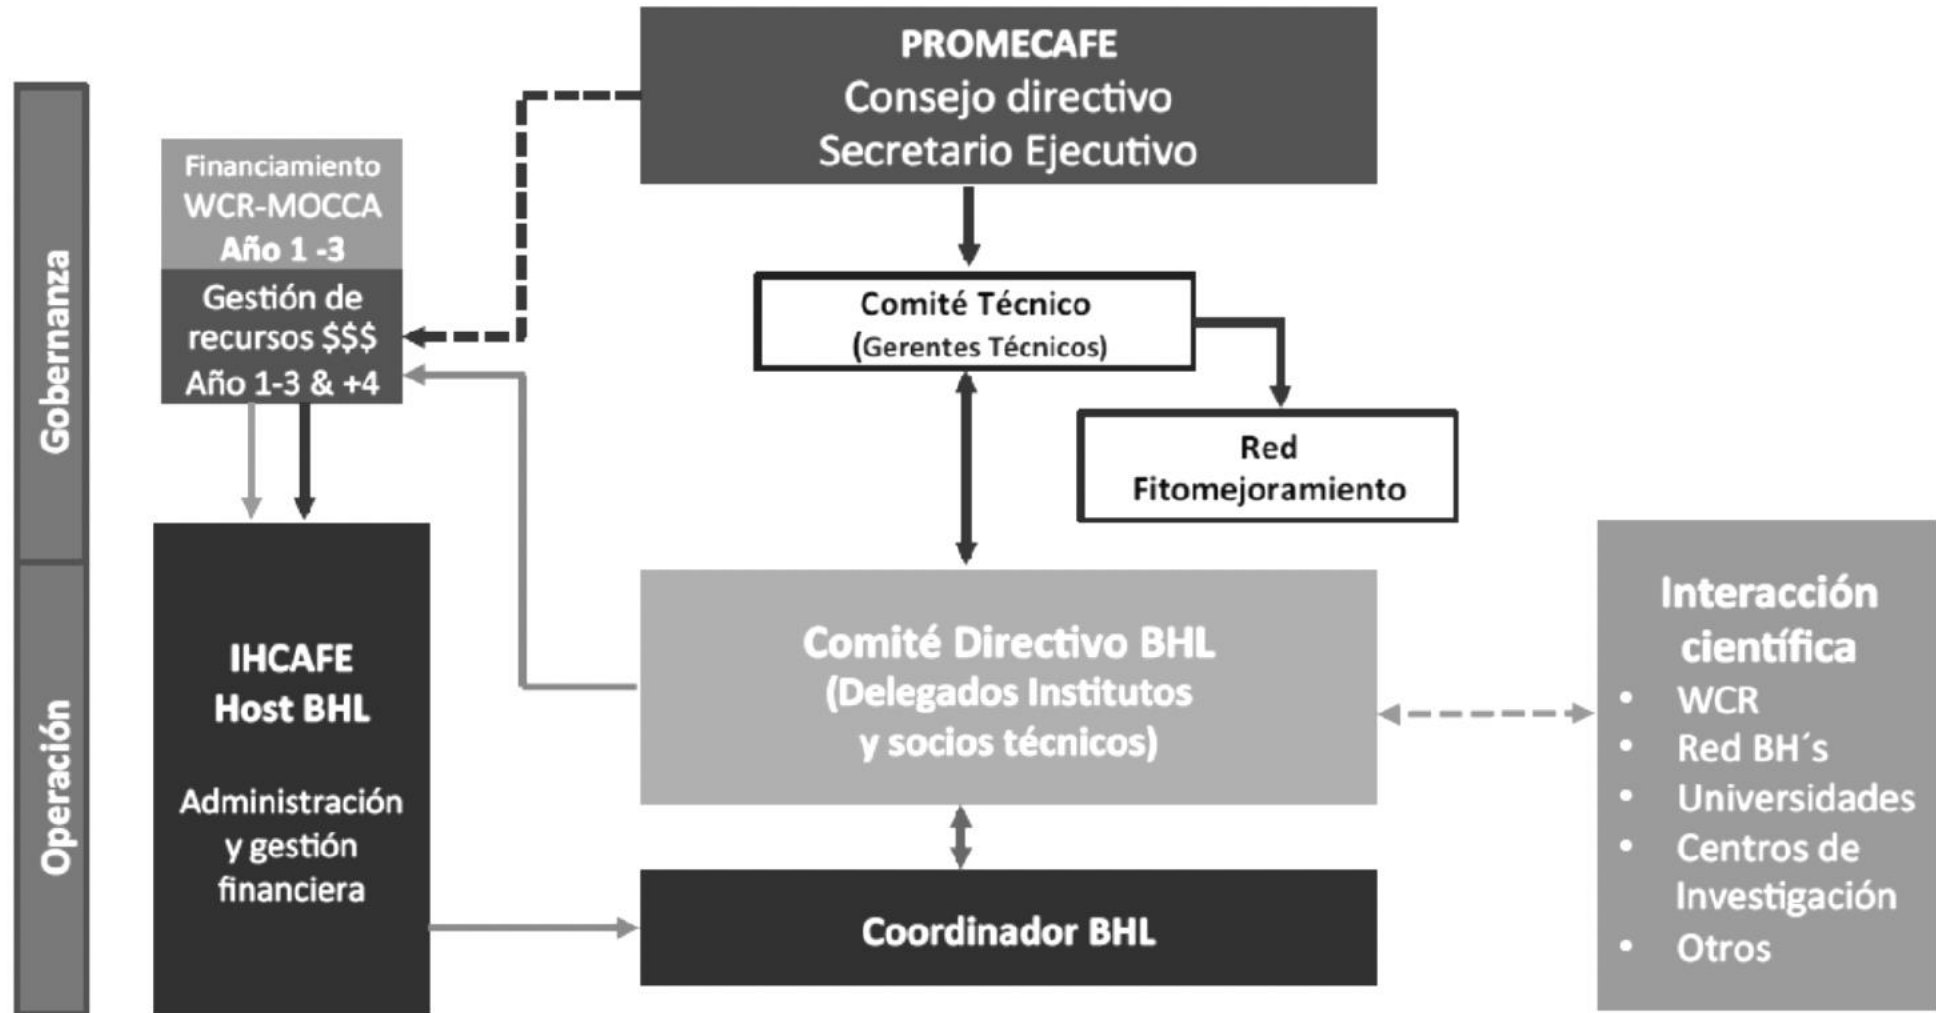 PROMECAFE
Consejo directivo
Secretario Ejecutivo
Gobernanza
Financiamiento
WCR-MOCCA
Año 1 -3
Gestión de
recursos $$$
Año 1-3 & +4
Comité Técnico
(Gerentes Técnicos)
Red
Fitomejoramiento
Operación
IHCAFE
Host BHL
Administración
y gestión
financiera
Comité Directivo BHL
(Delegados Institutos
y socios técnicos)
Coordinador BHL
Interacción
científica
• WCR
• Red BH´s
• Universidades
• Centros de
Investigación
• Otros